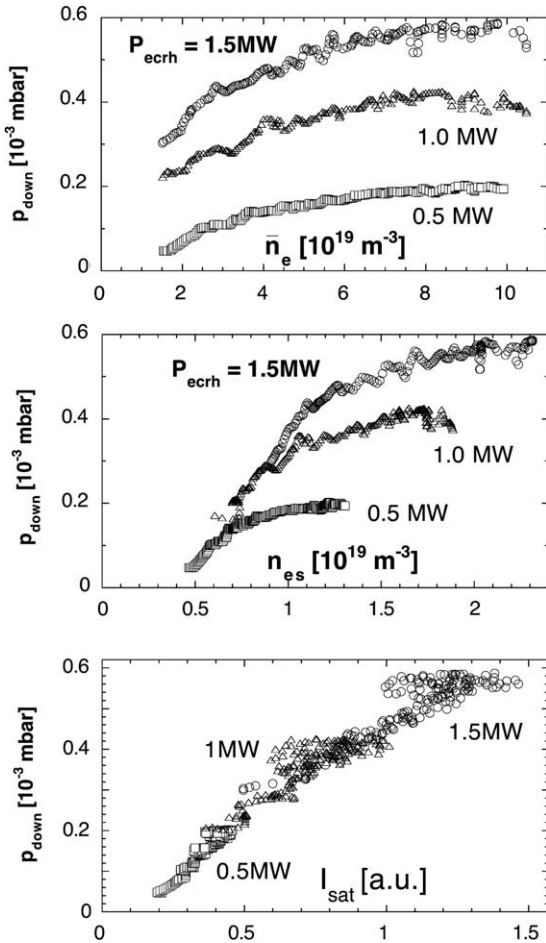 0.6
P_ecrh = 1.5MW
0.4
1.0 MW
0.2
0.5 MW
n̄_e [10^19 m^-3]
0
0 2 4 6 8 10
p_down [10^-3 mbar]
0.6
P_ecrh = 1.5MW
0.4
1.0 MW
0.2
0.5 MW
n_es [10^19 m^-3]
0
0.5 1 1.5 2
p_down [10^-3 mbar]
0.6
1MW
1.5MW
0.4
0.2
0.5MW
I_sat [a.u.]
0
0 0.5 1 1.5
p_down [10^-3 mbar]